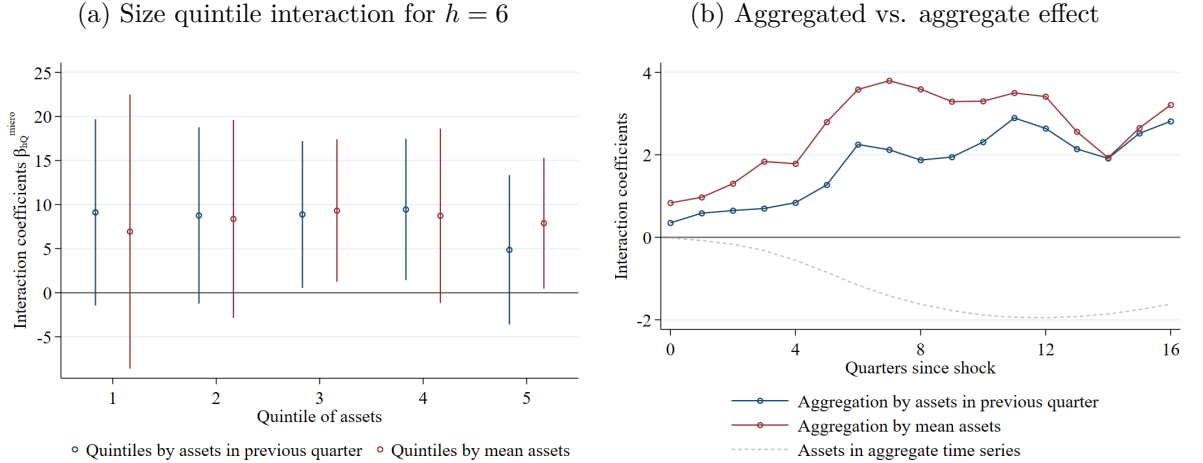 (a) Size quintile interaction for h = 6
Interaction coefficients β_hQ^micro
25
20
15
10
5
0
-5
1
2
3
4
5
Quintile of assets
Quintiles by assets in previous quarter
Quintiles by mean assets
(b) Aggregated vs. aggregate effect
Interaction coefficients
4
2
0
-2
0
4
8
12
16
Quarters since shock
Aggregation by assets in previous quarter
Aggregation by mean assets
Assets in aggregate time series